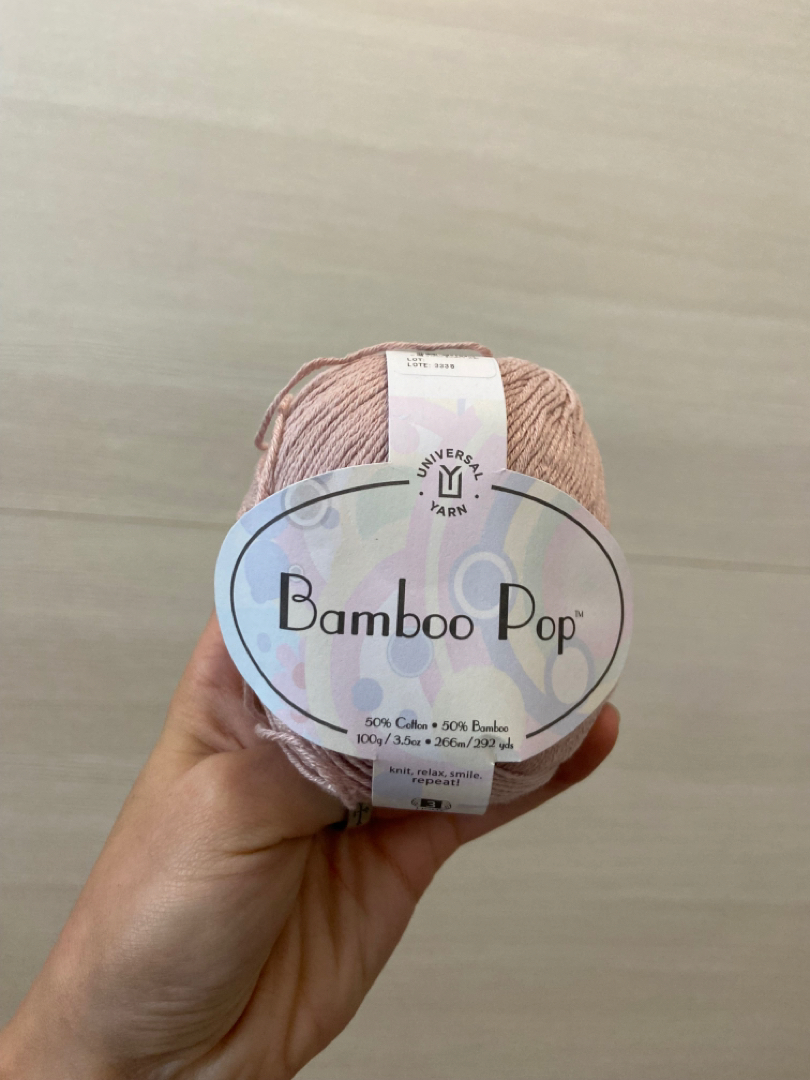 LOT:
LOTE: 3338
UNIVERSAL
YARN
Bamboo Pop™
50% Cotton • 50% Bamboo
100g / 3.5oz • 266m/292 yds
knit, relax, smile.
repeat!
3